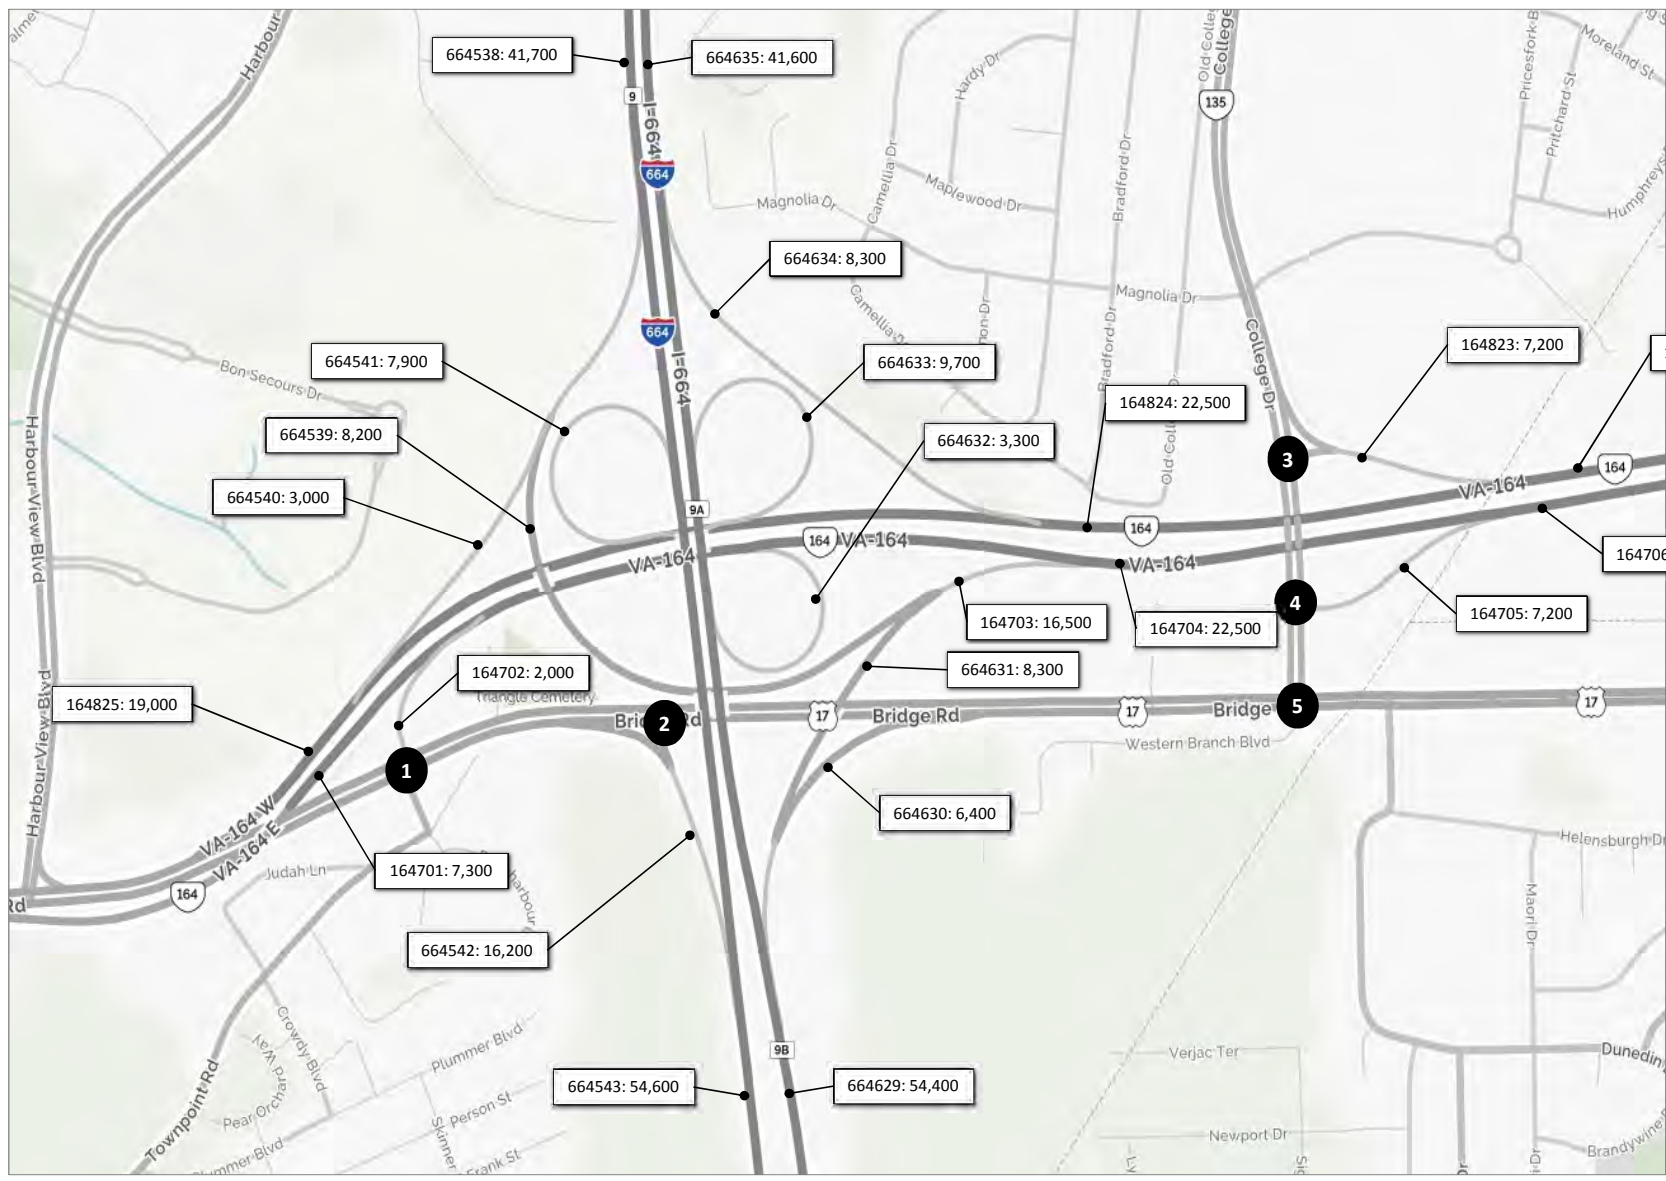 Harbour
664538: 41,700
664635: 41,600
Hardy Dr
Old College
College
Pricesfork B
Moreland St
Pritchard St
9
I-664
135
664
Magnolia Dr
Camellia Dr
Maplewood Dr
Bradford Dr
Humphreys
664634: 8,300
Magnolia Dr
664
I-664
Camellia Dr
Bradford Dr
College Dr
164823: 7,200
664541: 7,900
664633: 9,700
Bon Secours Dr
164824: 22,500
664539: 8,200
664632: 3,300
Old Coll
3
Harbour View Blvd
664540: 3,000
9A
164
VA-164
164
VA-164
164
VA-164
VA-164
164706
4
164705: 7,200
164703: 16,500
164704: 22,500
664631: 8,300
164702: 2,000
Triangle Cemetery
Harbour View Blvd
164825: 19,000
2
17
Bridge Rd
17
Bridge
5
17
Western Branch Blvd
1
VA-164 W
VA-164 E
664630: 6,400
Helensburgh Dr
Judah Ln
164701: 7,300
164
Rd
harbour
Maori Dr
664542: 16,200
Crowdy Blvd
Plummer Blvd
9B
Verjac Ter
Dunedin
Townpoint Rd
Pear Orchard Way
664543: 54,600
664629: 54,400
Person St
Skinner
Newport Dr
Plummer Blvd
Frank St
Brandywine